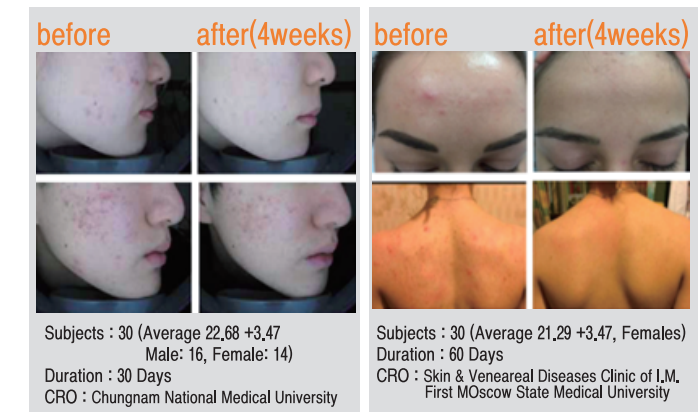 before after(4weeks)
Subjects : 30 (Average 22.68 +3.47
Male: 16, Female: 14)
Duration : 30 Days
CRO : Chungnam National Medical University
before after(4weeks)
Subjects : 30 (Average 21.29 +3.47, Females)
Duration : 60 Days
CRO : Skin & Veneareal Diseases Clinic of I.M.
First MOscow State Medical University